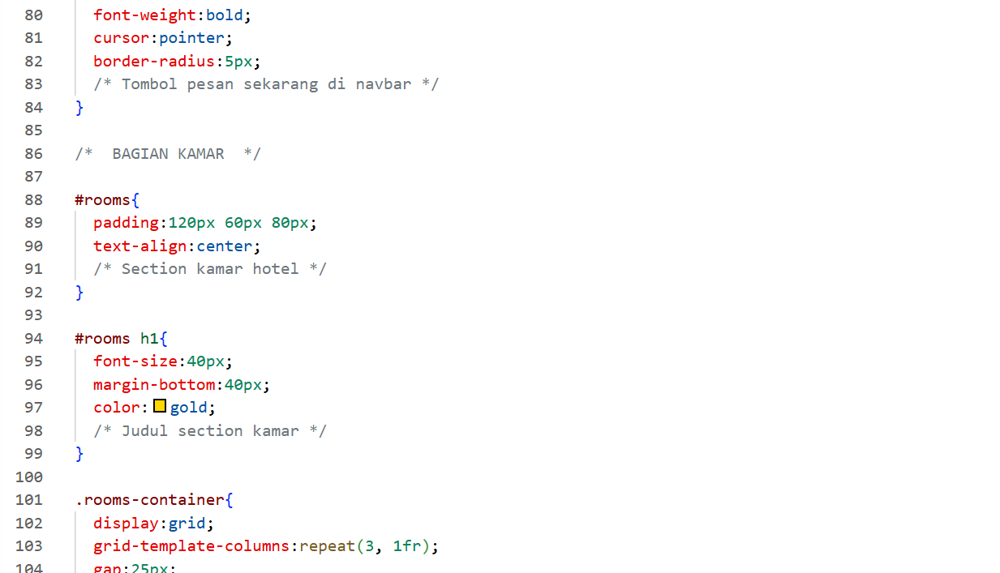 80 font-weight:bold;
81 cursor:pointer;
82 border-radius:5px;
83 /* Tombol pesan sekarang di navbar */
84 }
85
86 /*  BAGIAN KAMAR  */
87
88 #rooms{
89 padding:120px 60px 80px;
90 text-align:center;
91 /* Section kamar hotel */
92 }
93
94 #rooms h1{
95 font-size:40px;
96 margin-bottom:40px;
97 color:gold;
98 /* Judul section kamar */
99 }
100
101 .rooms-container{
102 display:grid;
103 grid-template-columns:repeat(3, 1fr);
104 gap:25px;